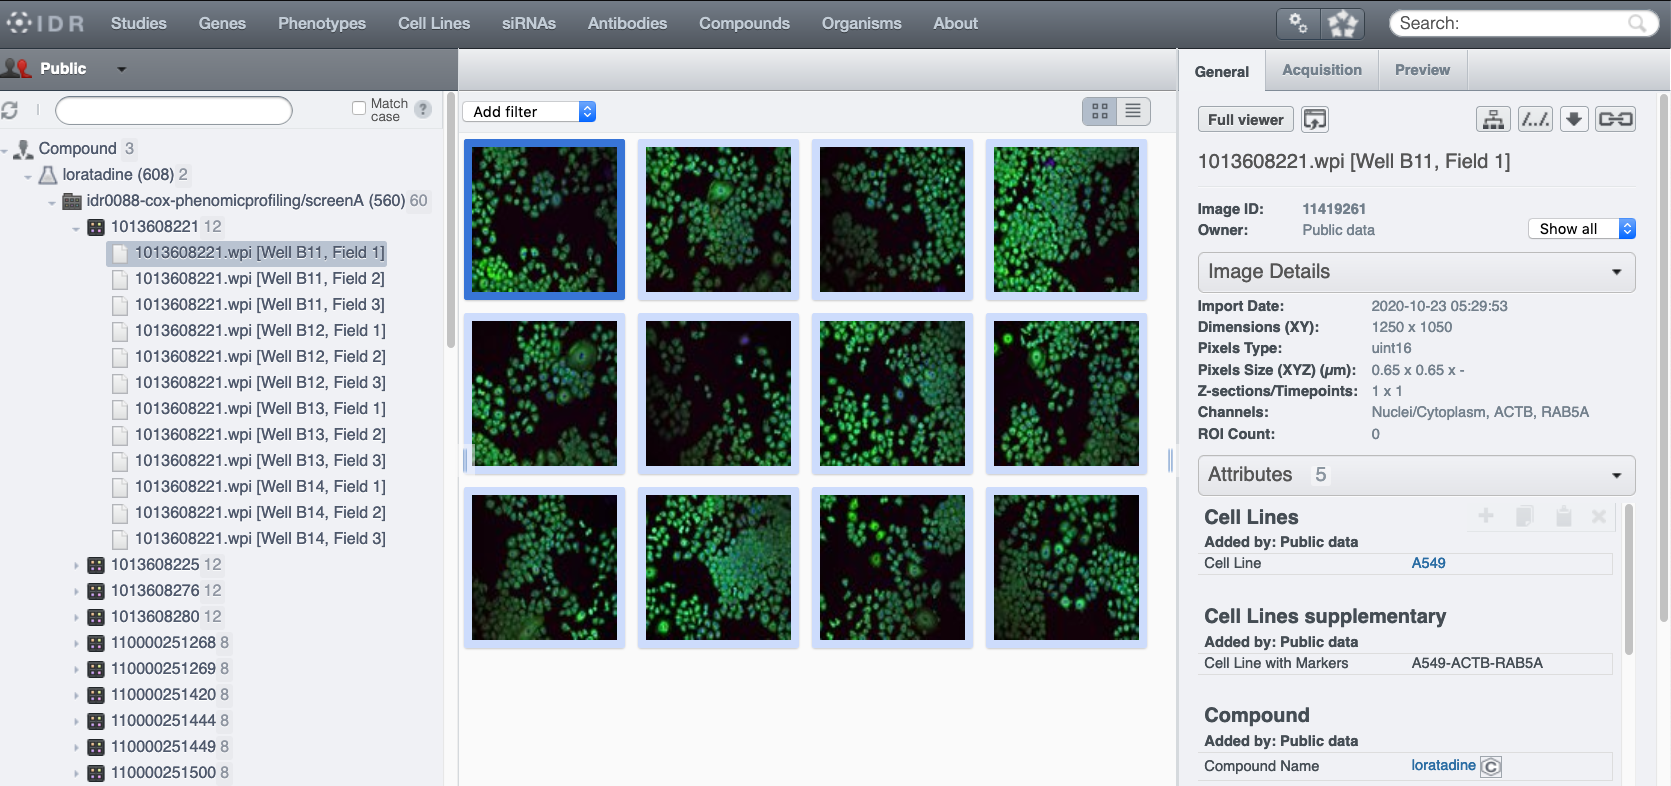 IDR Studies Genes Phenotypes Cell Lines siRNAs Antibodies Compounds Organisms About Search:
Public
Match case ?
Compound 3
loratadine (608) 2
idr0088-cox-phenomicprofiling/screenA (560) 60
1013608221 12
1013608221.wpi [Well B11, Field 1]
1013608221.wpi [Well B11, Field 2]
1013608221.wpi [Well B11, Field 3]
1013608221.wpi [Well B12, Field 1]
1013608221.wpi [Well B12, Field 2]
1013608221.wpi [Well B12, Field 3]
1013608221.wpi [Well B13, Field 1]
1013608221.wpi [Well B13, Field 2]
1013608221.wpi [Well B13, Field 3]
1013608221.wpi [Well B14, Field 1]
1013608221.wpi [Well B14, Field 2]
1013608221.wpi [Well B14, Field 3]
1013608225 12
1013608276 12
1013608280 12
110000251268 8
110000251269 8
110000251420 8
110000251444 8
110000251449 8
110000251500 8
Add filter
General Acquisition Preview
Full viewer
1013608221.wpi [Well B11, Field 1]
Image ID: 11419261
Owner: Public data
Show all
Image Details
Import Date: 2020-10-23 05:29:53
Dimensions (XY): 1250 x 1050
Pixels Type: uint16
Pixels Size (XYZ) (µm): 0.65 x 0.65 x -
Z-sections/Timepoints: 1 x 1
Channels: Nuclei/Cytoplasm, ACTB, RAB5A
ROI Count: 0
Attributes 5
Cell Lines
Added by: Public data
Cell Line A549
Cell Lines supplementary
Added by: Public data
Cell Line with Markers A549-ACTB-RAB5A
Compound
Added by: Public data
Compound Name loratadine C